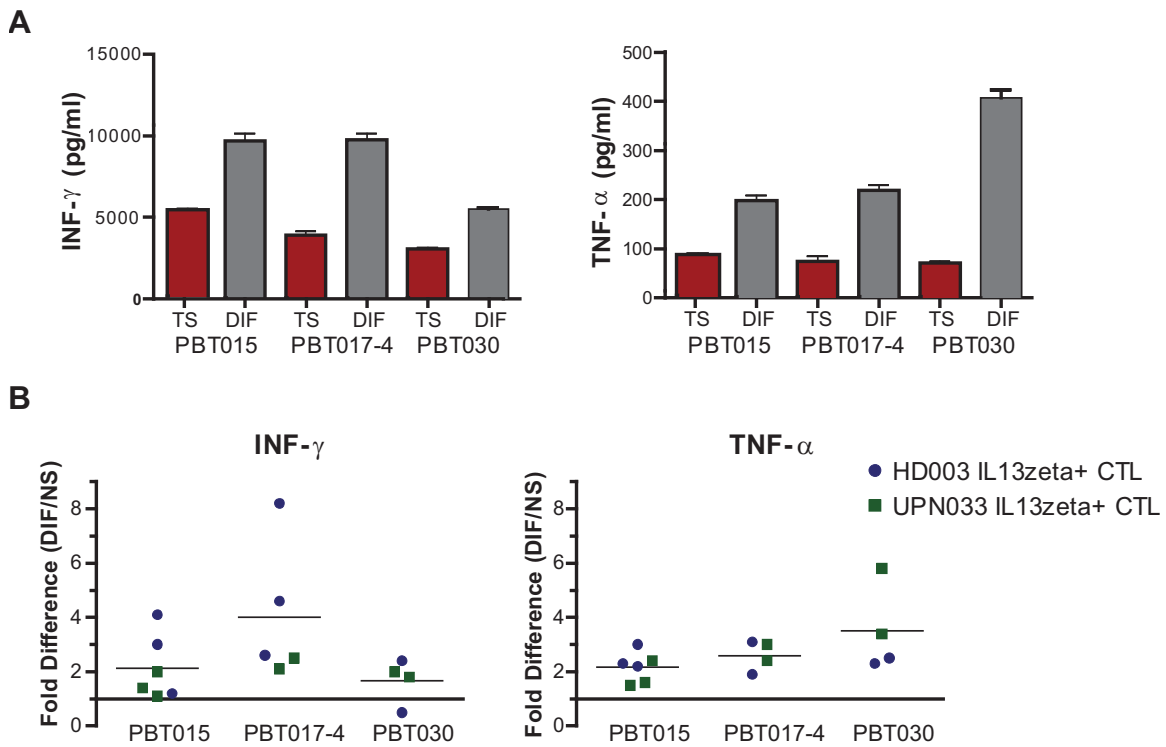 A
INF-γ (pg/ml)
15000
10000
5000
0
TS DIF TS DIF TS DIF
PBT015 PBT017-4 PBT030
TNF-α (pg/ml)
500
400
300
200
100
0
TS DIF TS DIF TS DIF
PBT015 PBT017-4 PBT030
B
INF-γ
Fold Difference (DIF/NS)
8
6
4
2
0
PBT015 PBT017-4 PBT030
TNF-α
Fold Difference (DIF/NS)
8
6
4
2
0
PBT015 PBT017-4 PBT030
HD003 IL13zeta+ CTL
UPN033 IL13zeta+ CTL